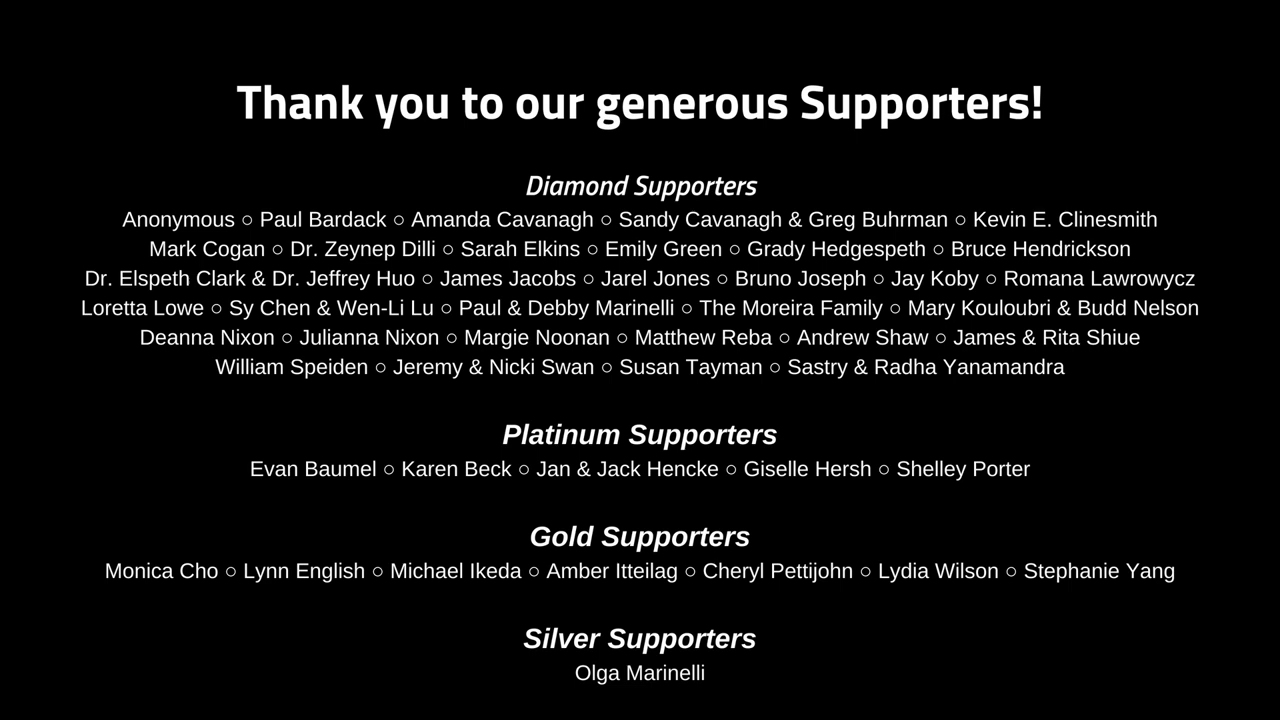 Thank you to our generous Supporters!
Diamond Supporters
Anonymous ○ Paul Bardack ○ Amanda Cavanagh ○ Sandy Cavanagh & Greg Buhrman ○ Kevin E. Clinesmith
Mark Cogan ○ Dr. Zeynep Dilli ○ Sarah Elkins ○ Emily Green ○ Grady Hedgespeth ○ Bruce Hendrickson
Dr. Elspeth Clark & Dr. Jeffrey Huo ○ James Jacobs ○ Jarel Jones ○ Bruno Joseph ○ Jay Koby ○ Romana Lawrowycz
Loretta Lowe ○ Sy Chen & Wen-Li Lu ○ Paul & Debby Marinelli ○ The Moreira Family ○ Mary Kouloubri & Budd Nelson
Deanna Nixon ○ Julianna Nixon ○ Margie Noonan ○ Matthew Reba ○ Andrew Shaw ○ James & Rita Shiue
William Speiden ○ Jeremy & Nicki Swan ○ Susan Tayman ○ Sastry & Radha Yanamandra
Platinum Supporters
Evan Baumel ○ Karen Beck ○ Jan & Jack Hencke ○ Giselle Hersh ○ Shelley Porter
Gold Supporters
Monica Cho ○ Lynn English ○ Michael Ikeda ○ Amber Itteilag ○ Cheryl Pettijohn ○ Lydia Wilson ○ Stephanie Yang
Silver Supporters
Olga Marinelli